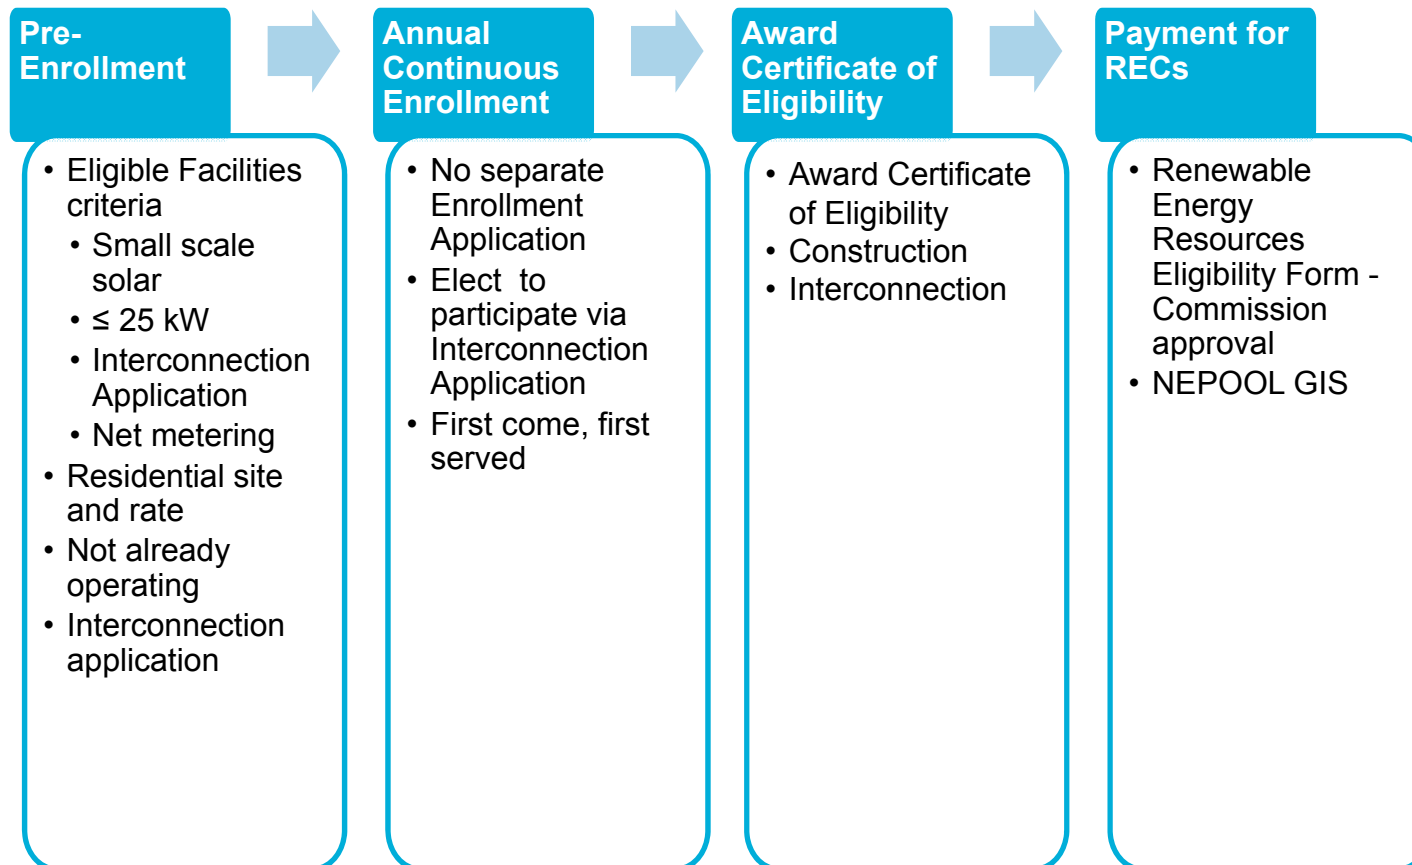 Pre-
Enrollment
• Eligible Facilities
criteria
• Small scale
solar
• ≤ 25 kW
• Interconnection
Application
• Net metering
• Residential site
and rate
• Not already
operating
• Interconnection
application
Annual
Continuous
Enrollment
• No separate
Enrollment
Application
• Elect  to
participate via
Interconnection
Application
• First come, first
served
Award
Certificate of
Eligibility
• Award Certificate
of Eligibility
• Construction
• Interconnection
Payment for
RECs
• Renewable
Energy
Resources
Eligibility Form -
Commission
approval
• NEPOOL GIS